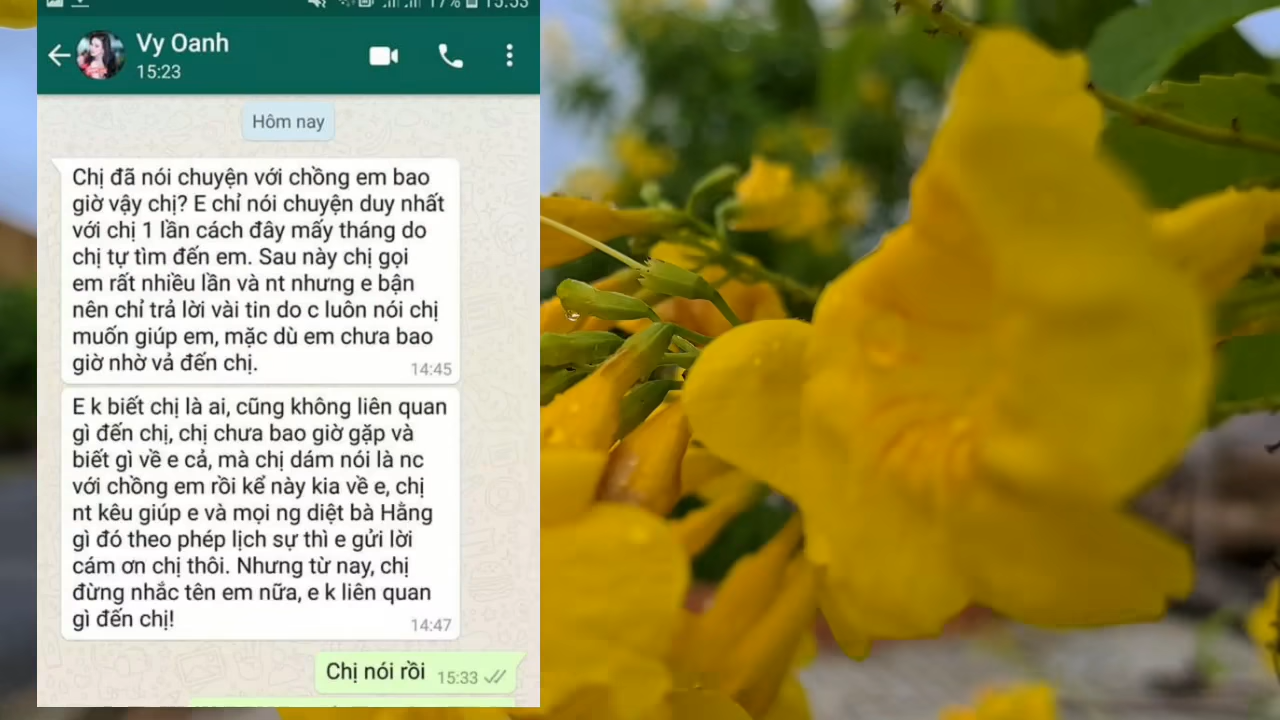 17% 15:53
Vy Oanh
15:23
Hôm nay
Chị đã nói chuyện với chồng em bao
giờ vậy chị? E chỉ nói chuyện duy nhất
với chị 1 lần cách đây mấy tháng do
chị tự tìm đến em. Sau này chị gọi
em rất nhiều lần và nt nhưng e bận
nên chỉ trả lời vài tin do c luôn nói chị
muốn giúp em, mặc dù em chưa bao
giờ nhờ vả đến chị.
14:45
E k biết chị là ai, cũng không liên quan
gì đến chị, chị chưa bao giờ gặp và
biết gì về e cả, mà chị dám nói là nc
với chồng em rồi kể này kia về e, chị
nt kêu giúp e và mọi ng diệt bà Hằng
gì đó theo phép lịch sự thì e gửi lời
cám ơn chị thôi. Nhưng từ nay, chị
đừng nhắc tên em nữa, e k liên quan
gì đến chị!
14:47
Chị nói rồi 15:33